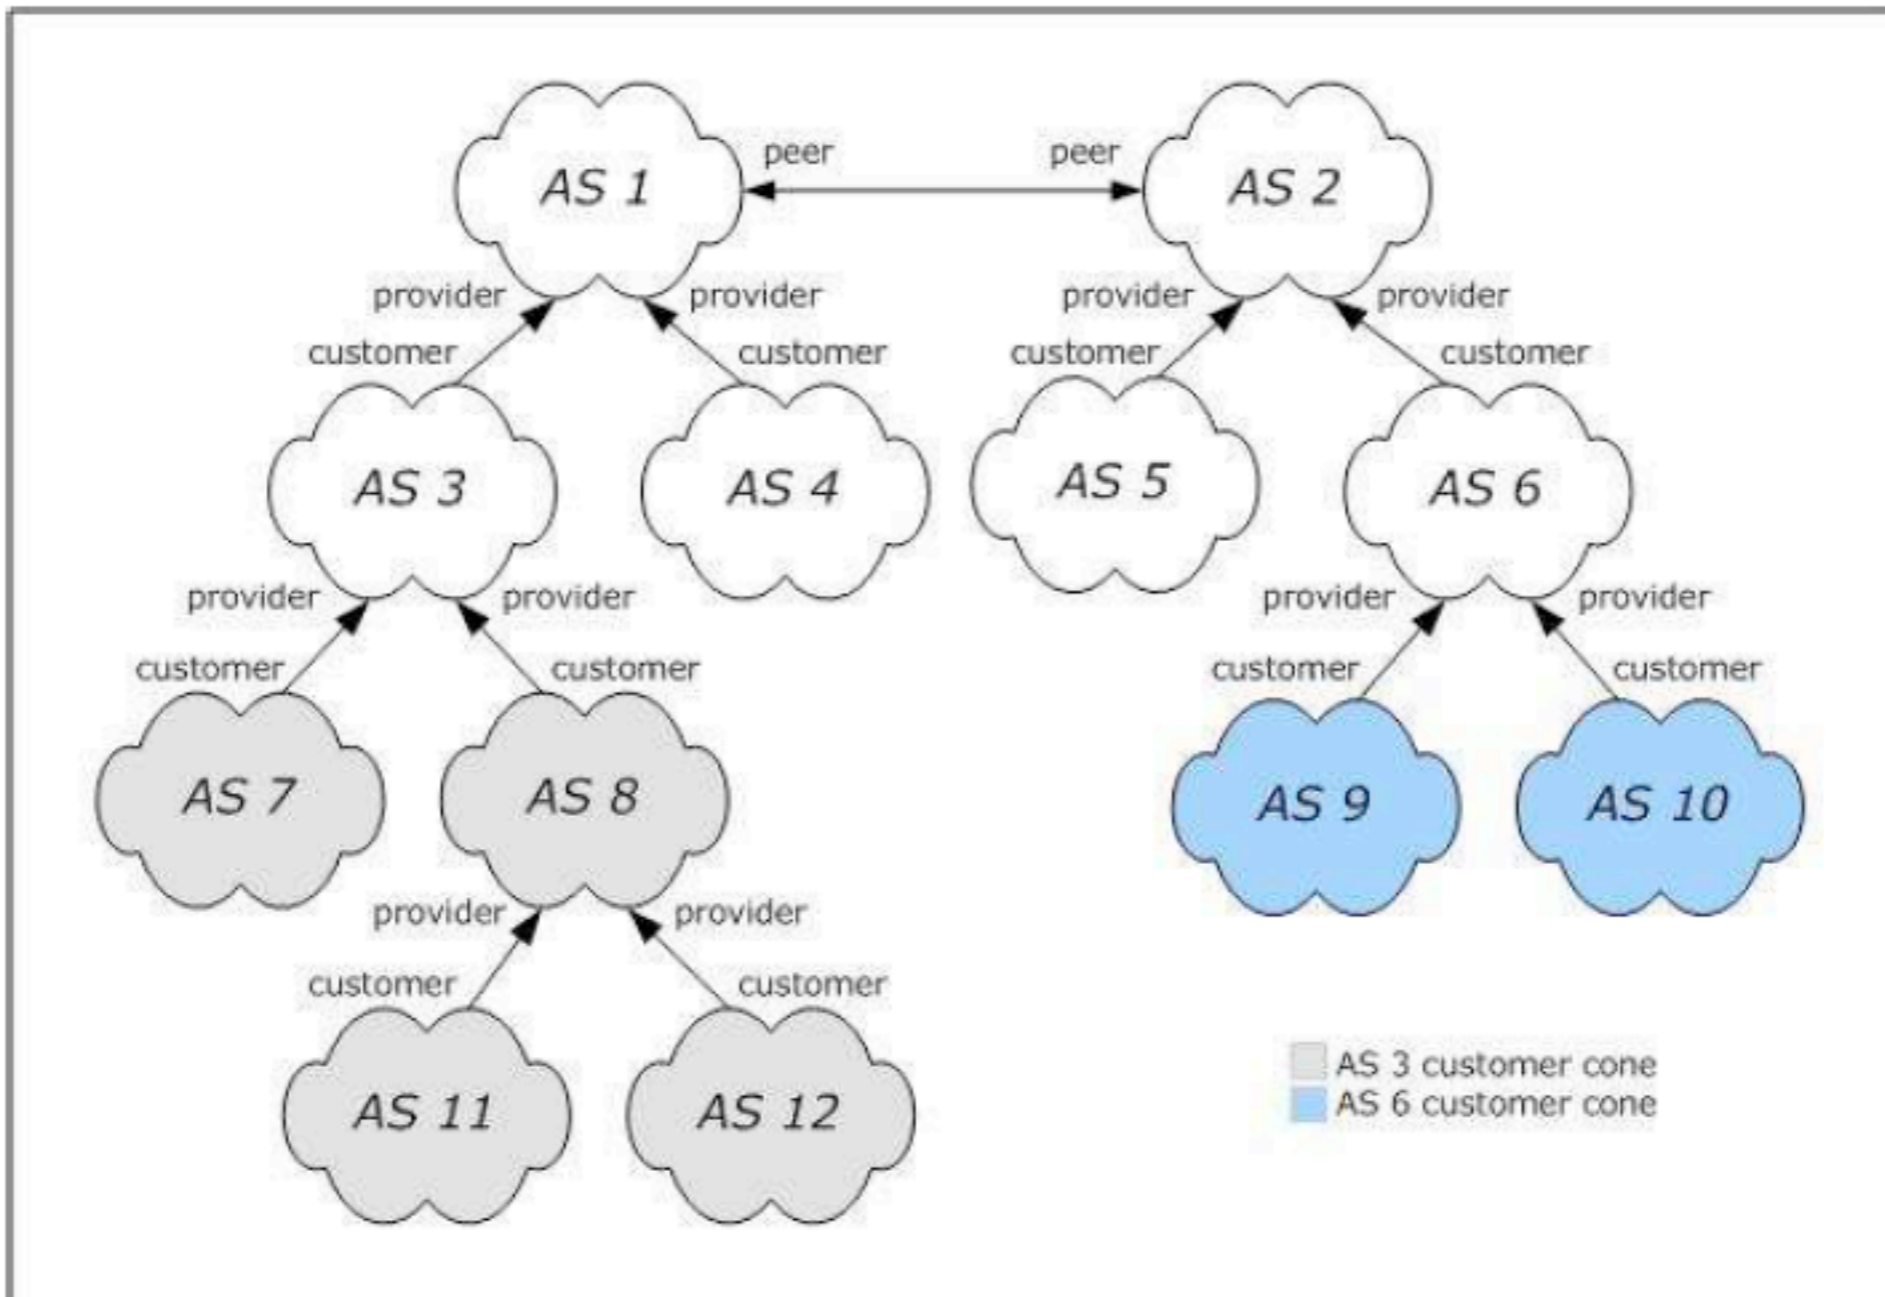 AS 1
peer
peer
AS 2
provider
provider
provider
provider
customer
customer
customer
customer
AS 3
AS 4
AS 5
AS 6
provider
provider
provider
provider
customer
customer
customer
customer
AS 7
AS 8
AS 9
AS 10
provider
provider
customer
customer
AS 11
AS 12
AS 3 customer cone
AS 6 customer cone